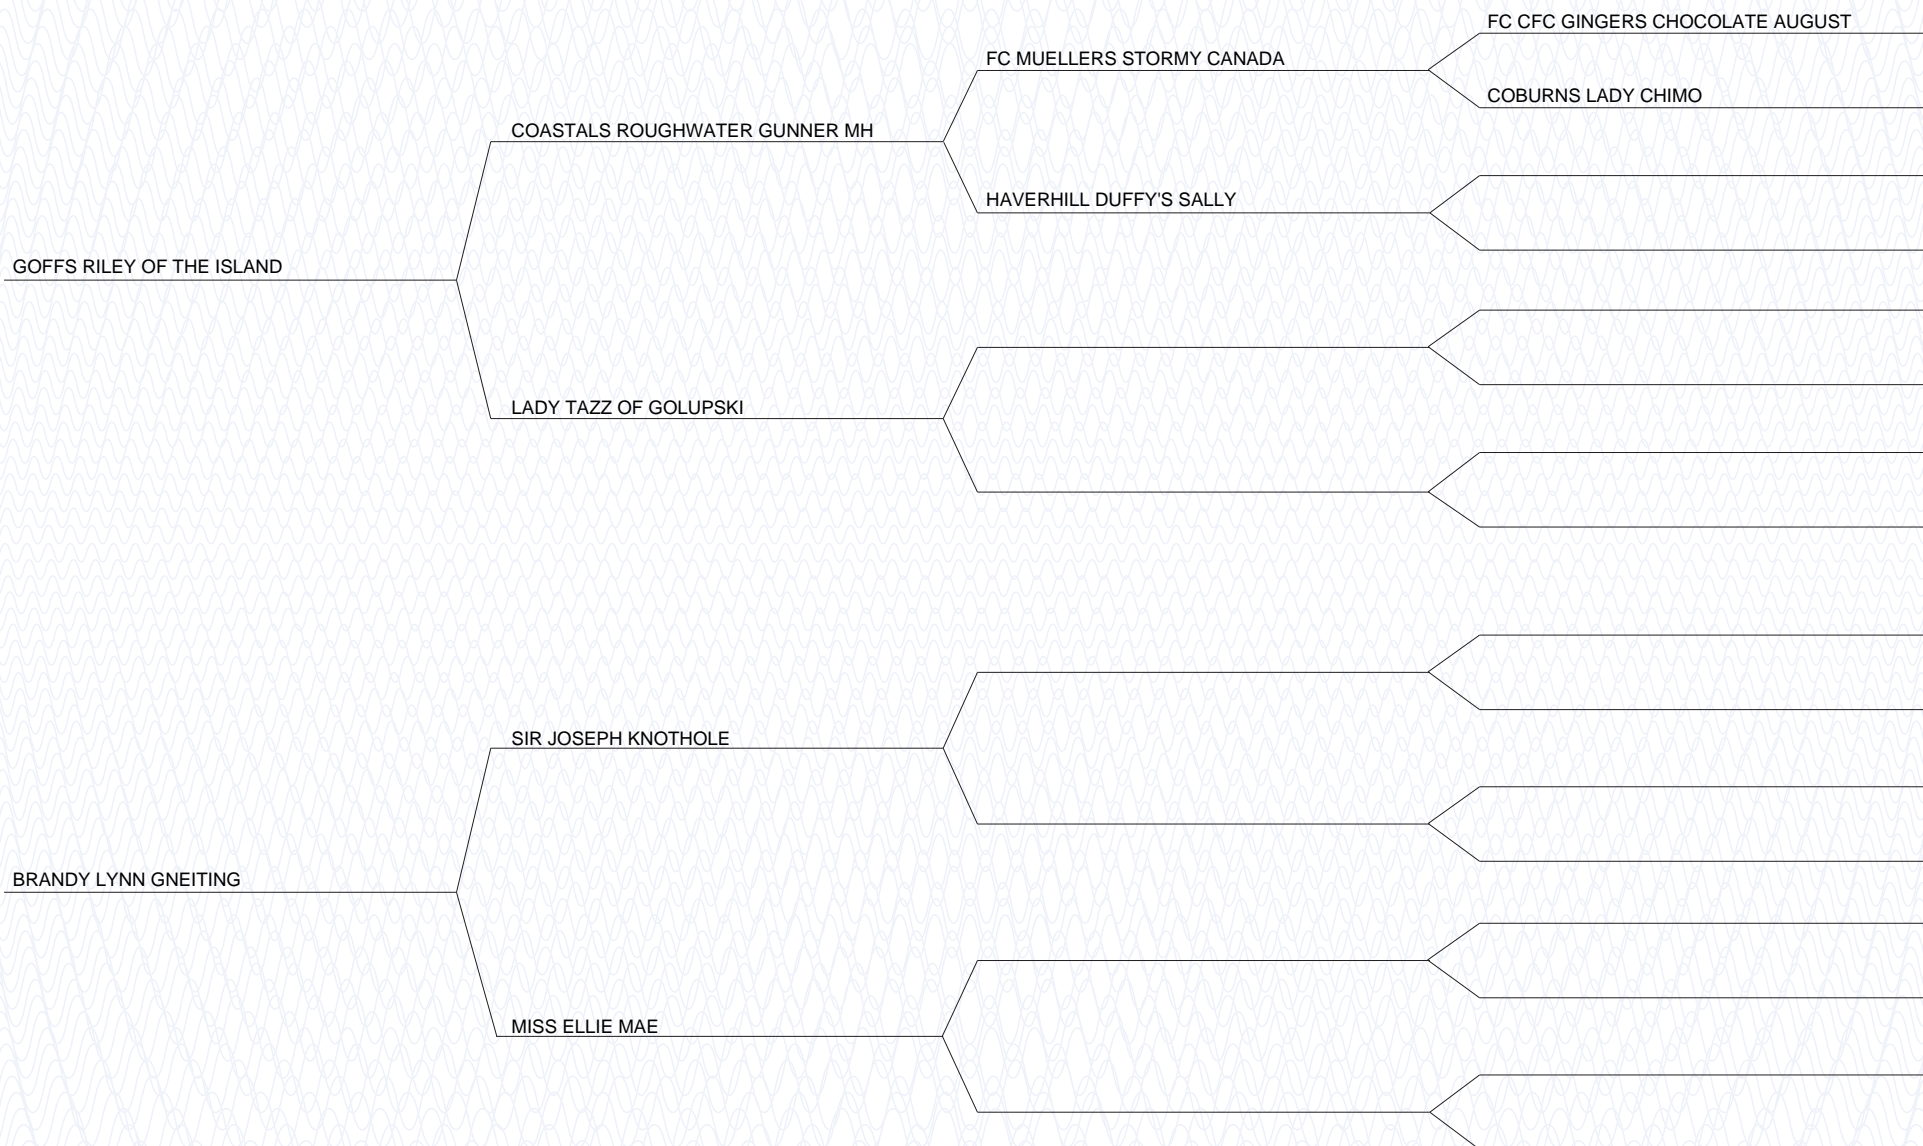 FC CFC GINGERS CHOCOLATE AUGUST
FC MUELLERS STORMY CANADA
COBURNS LADY CHIMO
COASTALS ROUGHWATER GUNNER MH
HAVERHILL DUFFY'S SALLY
GOFFS RILEY OF THE ISLAND
LADY TAZZ OF GOLUPSKI
SIR JOSEPH KNOTHOLE
BRANDY LYNN GNEITING
MISS ELLIE MAE